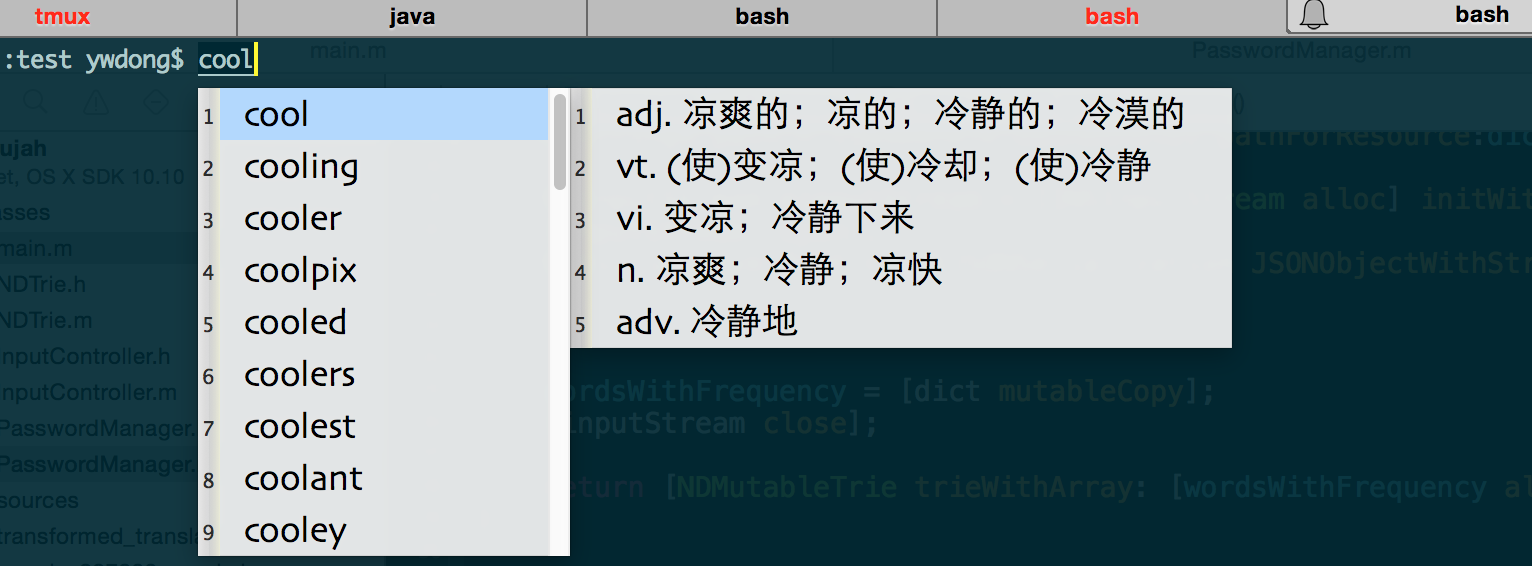 tmux
java
bash
bash
bash
:test ywdong$ cool
main.m
PasswordManager.m
1 cool
2 cooling
3 cooler
4 coolpix
5 cooled
6 coolers
7 coolest
8 coolant
9 cooley
1 adj. 凉爽的；凉的；冷静的；冷漠的
2 vt. (使)变凉；(使)冷却；(使)冷静
3 vi. 变凉；冷静下来
4 n. 凉爽；冷静；凉快
5 adv. 冷静地
ujah
et, OS X SDK 10.10
asses
main.m
NDTrie.h
NDTrie.m
InputController.h
InputController.m
PasswordManager.
PasswordManager.
sources
transformed_transla
athForResource:dic
eam alloc] initWit
JSONObjectWithStr
ordsWithFrequency = [dict mutableCopy];
inputStream close];
eturn [NDMutableTrie trieWithArray: [wordsWithFrequency al